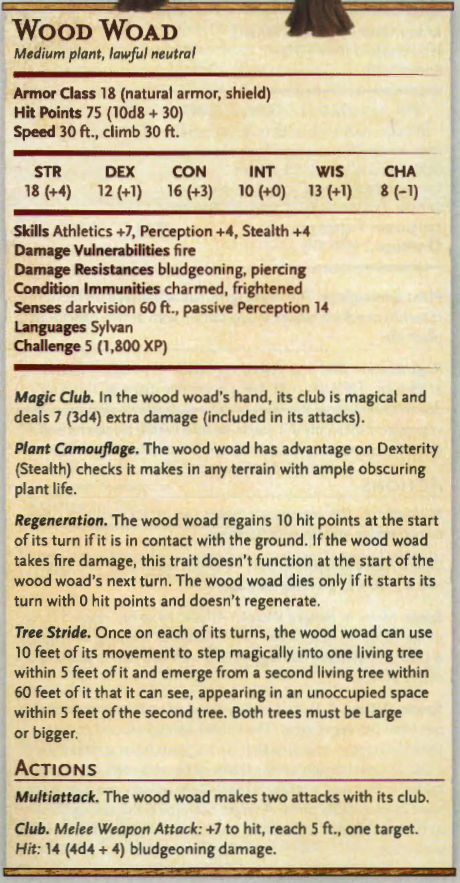 WOOD WOAD
Medium plant, lawful neutral
Armor Class 18 (natural armor, shield)
Hit Points 75 (10d8 + 30)
Speed 30 ft., climb 30 ft.
STR DEX CON INT WIS CHA
18 (+4) 12 (+1) 16 (+3) 10 (+0) 13 (+1) 8 (−1)
Skills Athletics +7, Perception +4, Stealth +4
Damage Vulnerabilities fire
Damage Resistances bludgeoning, piercing
Condition Immunities charmed, frightened
Senses darkvision 60 ft., passive Perception 14
Languages Sylvan
Challenge 5 (1,800 XP)
Magic Club. In the wood woad's hand, its club is magical and
deals 7 (3d4) extra damage (included in its attacks).
Plant Camouflage. The wood woad has advantage on Dexterity
(Stealth) checks it makes in any terrain with ample obscuring
plant life.
Regeneration. The wood woad regains 10 hit points at the start
of its turn if it is in contact with the ground. If the wood woad
takes fire damage, this trait doesn't function at the start of the
wood woad's next turn. The wood woad dies only if it starts its
turn with 0 hit points and doesn't regenerate.
Tree Stride. Once on each of its turns, the wood woad can use
10 feet of its movement to step magically into one living tree
within 5 feet of it and emerge from a second living tree within
60 feet of it that it can see, appearing in an unoccupied space
within 5 feet of the second tree. Both trees must be Large
or bigger.
ACTIONS
Multiattack. The wood woad makes two attacks with its club.
Club. Melee Weapon Attack: +7 to hit, reach 5 ft., one target.
Hit: 14 (4d4 + 4) bludgeoning damage.